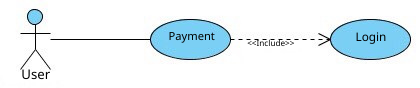 Payment
<<Include>>
Login
User